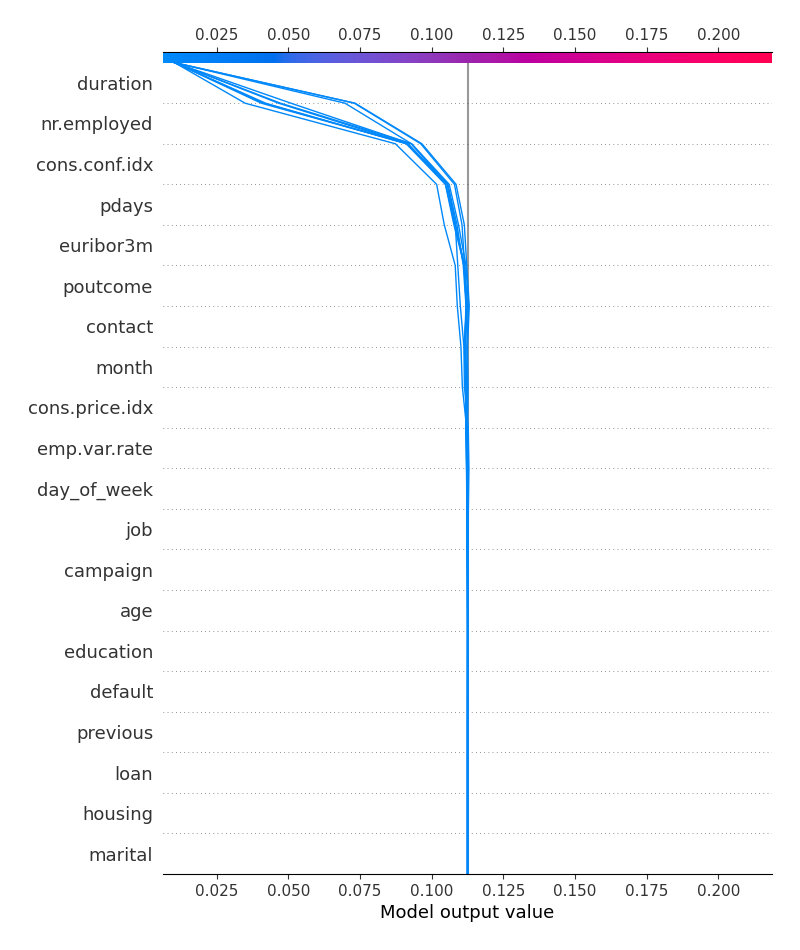 0.025 0.050 0.075 0.100 0.125 0.150 0.175 0.200
duration
nr.employed
cons.conf.idx
pdays
euribor3m
poutcome
contact
month
cons.price.idx
emp.var.rate
day_of_week
job
campaign
age
education
default
previous
loan
housing
marital
0.025 0.050 0.075 0.100 0.125 0.150 0.175 0.200
Model output value